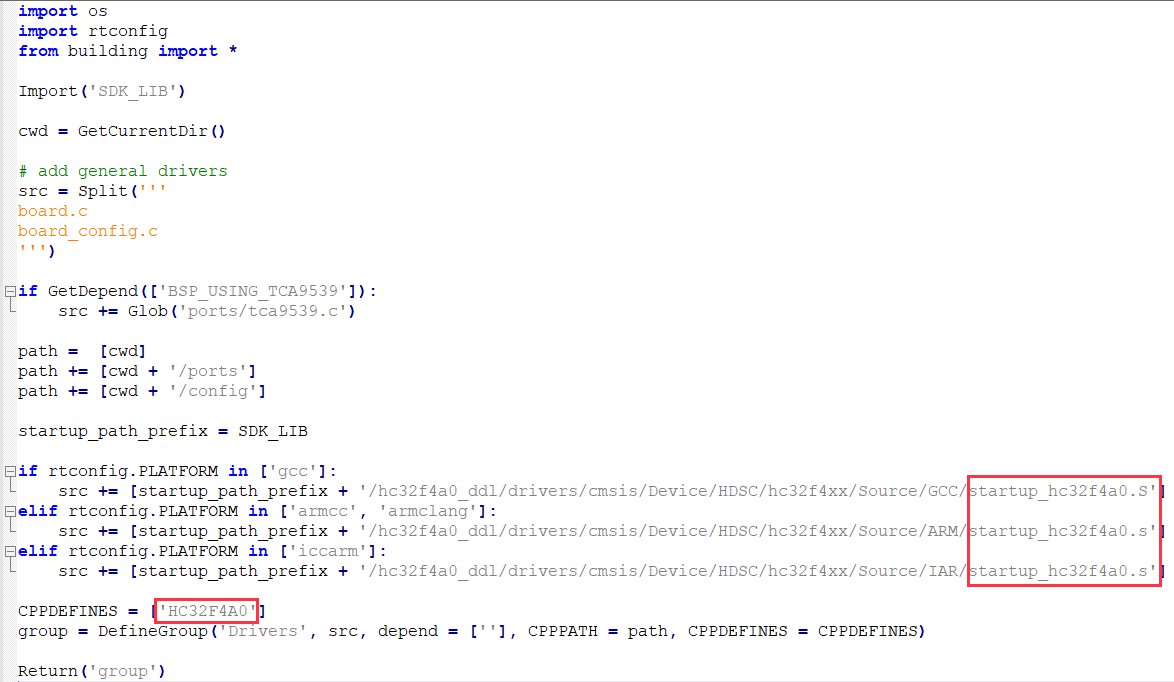 import os
import rtconfig
from building import *

Import('SDK_LIB')

cwd = GetCurrentDir()

# add general drivers
src = Split('''
board.c
board_config.c
''')

if GetDepend(['BSP_USING_TCA9539']):
    src += Glob('ports/tca9539.c')

path =  [cwd]
path += [cwd + '/ports']
path += [cwd + '/config']

startup_path_prefix = SDK_LIB

if rtconfig.PLATFORM in ['gcc']:
    src += [startup_path_prefix + '/hc32f4a0_ddl/drivers/cmsis/Device/HDSC/hc32f4xx/Source/GCC/startup_hc32f4a0.S']
elif rtconfig.PLATFORM in ['armcc', 'armclang']:
    src += [startup_path_prefix + '/hc32f4a0_ddl/drivers/cmsis/Device/HDSC/hc32f4xx/Source/ARM/startup_hc32f4a0.s']
elif rtconfig.PLATFORM in ['iccarm']:
    src += [startup_path_prefix + '/hc32f4a0_ddl/drivers/cmsis/Device/HDSC/hc32f4xx/Source/IAR/startup_hc32f4a0.s']

CPPDEFINES = ['HC32F4A0']
group = DefineGroup('Drivers', src, depend = [''], CPPPATH = path, CPPDEFINES = CPPDEFINES)

Return('group')